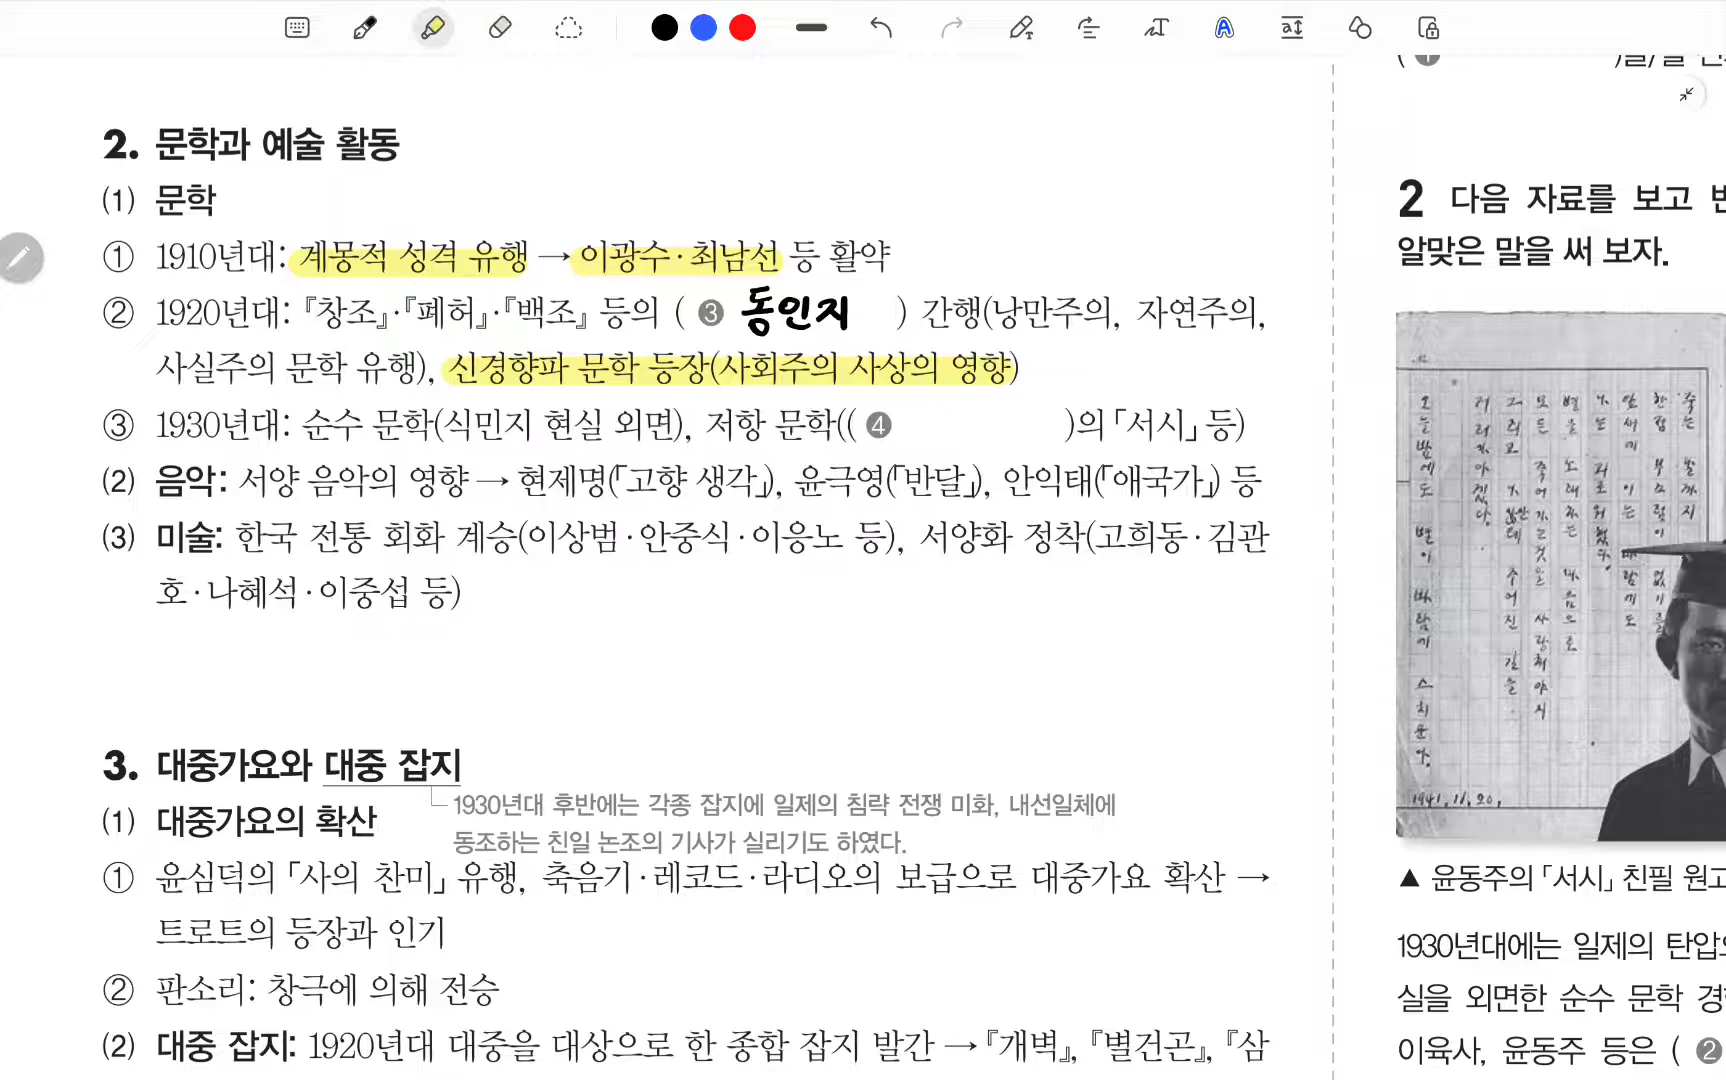 2. 문학과 예술 활동
(1) 문학
① 1910년대: 계몽적 성격 유행 → 이광수·최남선 등 활약
② 1920년대: 『창조』·『폐허』·『백조』 등의 ( ❸ 동인지 ) 간행(낭만주의, 자연주의,
사실주의 문학 유행), 신경향파 문학 등장(사회주의 사상의 영향)
③ 1930년대: 순수 문학(식민지 현실 외면), 저항 문학(( ❹ )의 「서시」 등)
(2) 음악: 서양 음악의 영향 → 현제명(「고향 생각」), 윤극영(「반달」), 안익태(「애국가」) 등
(3) 미술: 한국 전통 회화 계승(이상범·안중식·이응노 등), 서양화 정착(고희동·김관
호·나혜석·이중섭 등)
3. 대중가요와 대중 잡지
1930년대 후반에는 각종 잡지에 일제의 침략 전쟁 미화, 내선일체에
동조하는 친일 논조의 기사가 실리기도 하였다.
(1) 대중가요의 확산
① 윤심덕의 「사의 찬미」 유행, 축음기·레코드·라디오의 보급으로 대중가요 확산 →
트로트의 등장과 인기
② 판소리: 창극에 의해 전승
(2) 대중 잡지: 1920년대 대중을 대상으로 한 종합 잡지 발간 → 『개벽』, 『별건곤』, 『삼
2 다음 자료를 보고
알맞은 말을 써 보자.
1941.11.20.
▲ 윤동주의 「서시」 친필 원고
1930년대에는 일제의 탄압
실을 외면한 순수 문학 경
이육사, 윤동주 등은 ( ❷